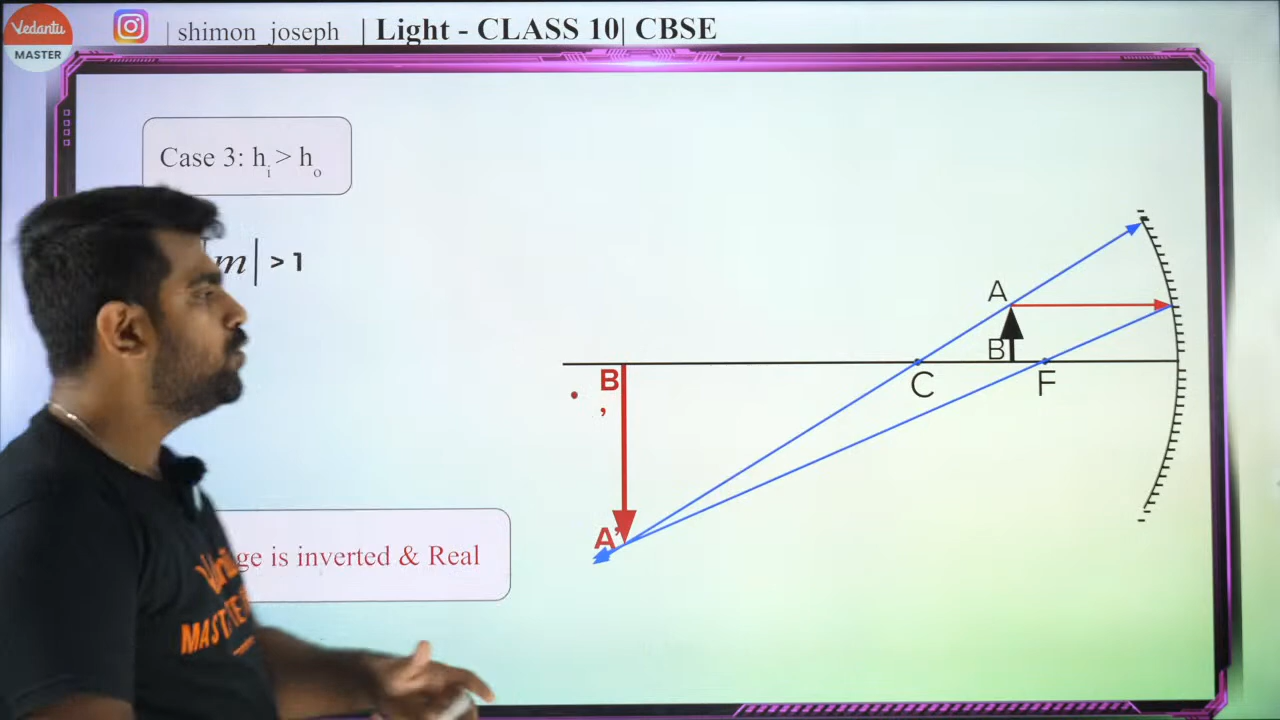 Vedantu
MASTER
| shimon_joseph | Light - CLASS 10| CBSE
Case 3: hi > ho
m| > 1
A
B
C
F
B
’
A’
ge is inverted & Real